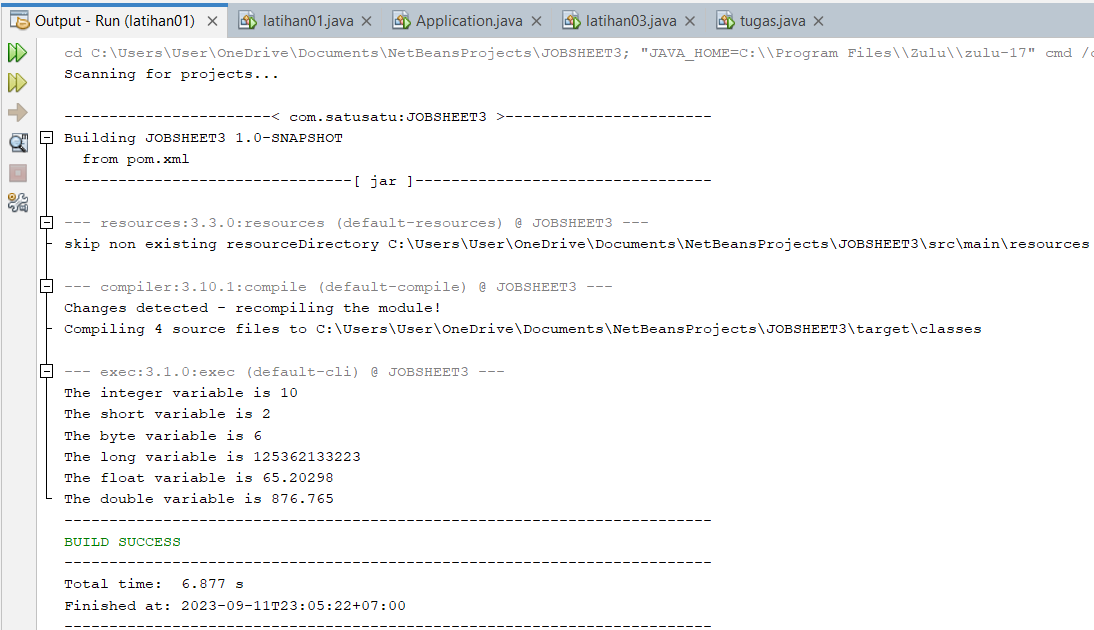 Output - Run (latihan01) latihan01.java Application.java latihan03.java tugas.java
cd C:\Users\User\OneDrive\Documents\NetBeansProjects\JOBSHEET3; "JAVA_HOME=C:\\Program Files\\Zulu\\zulu-17" cmd /c
Scanning for projects...
-----------------------< com.satusatu:JOBSHEET3 >-----------------------
Building JOBSHEET3 1.0-SNAPSHOT
from pom.xml
--------------------------------[ jar ]---------------------------------
--- resources:3.3.0:resources (default-resources) @ JOBSHEET3 ---
skip non existing resourceDirectory C:\Users\User\OneDrive\Documents\NetBeansProjects\JOBSHEET3\src\main\resources
--- compiler:3.10.1:compile (default-compile) @ JOBSHEET3 ---
Changes detected - recompiling the module!
Compiling 4 source files to C:\Users\User\OneDrive\Documents\NetBeansProjects\JOBSHEET3\target\classes
--- exec:3.1.0:exec (default-cli) @ JOBSHEET3 ---
The integer variable is 10
The short variable is 2
The byte variable is 6
The long variable is 125362133223
The float variable is 65.20298
The double variable is 876.765
------------------------------------------------------------------------
BUILD SUCCESS
------------------------------------------------------------------------
Total time:  6.877 s
Finished at: 2023-09-11T23:05:22+07:00
------------------------------------------------------------------------